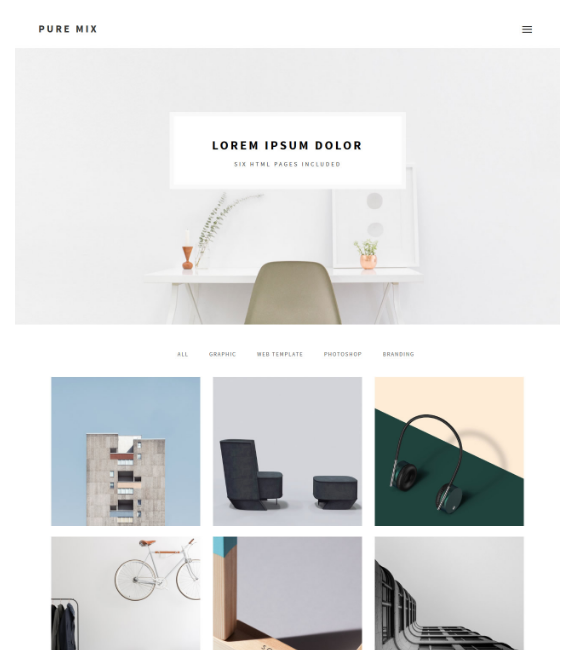 PURE MIX
LOREM IPSUM DOLOR
SIX HTML PAGES INCLUDED
ALL GRAPHIC WEB TEMPLATE PHOTOSHOP BRANDING